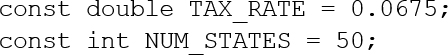 const double TAX_RATE = 0.0675;
const int NUM_STATES = 50;